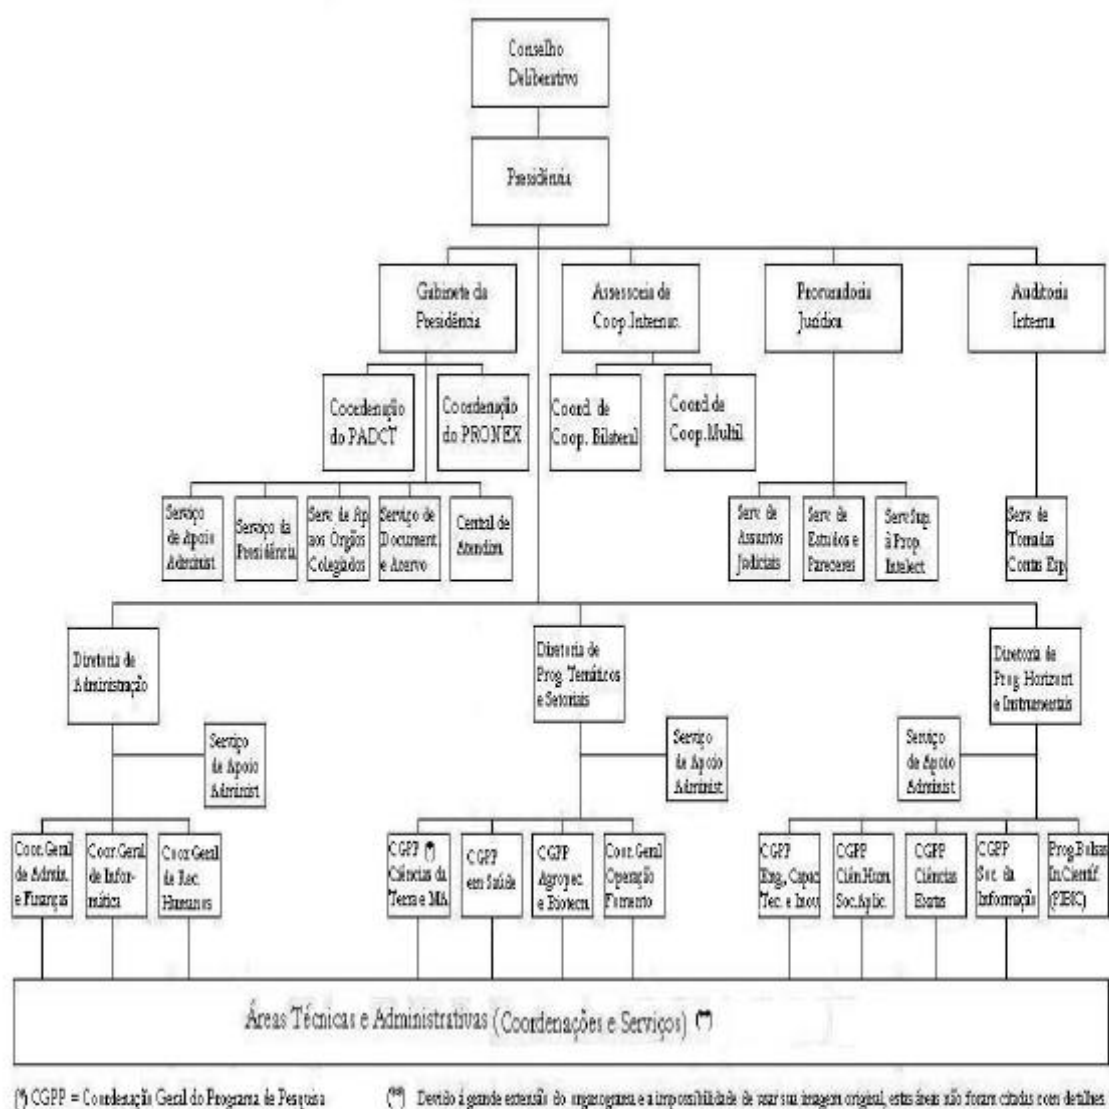 Conselho
Deliberativo
Presidência
Gabinete da
Presidência
Assessoria de
Coop.Internac.
Procuradoria
Jurídica
Auditoria
Interna
Coordenação
do PADCT
Coordenação
do PRONEX
Coord. de
Coop. Bilateral
Coord. de
Coop. Multil.
Serviço
de Apoio
Administ.
Serviço da
Presidência
Serv. de Ap.
aos Órgãos
Colegiados
Serviço de
Document.
e Acervo
Central de
Atendim.
Serv. de
Assuntos
Judiciais
Serv. de
Estudos e
Pareceres
Serv.Sup.
à Prop.
Intelect.
Serv. de
Tomadas
Contas Esp.
Diretoria de
Administração
Diretoria de
Prog. Temáticos
e Setoriais
Diretoria de
Prog. Horizont
e Instrumentais
Serviço
de Apoio
Administ
Serviço
de Apoio
Administ.
Serviço
de Apoio
Administ
Coor.Geral
de Admin.
e Finanças
Coor.Geral
de Infor-
mática
Coor.Geral
de Rec.
Humanos
CGPP (*)
Ciências da
Terra e MA.
CGPP
em Saúde
CGPP
Agropec.
e Biotecn.
Coor.Geral
Operação
Fomento
CGPP
Eng., Capac
Tec. e Inov.
CGPP
Ciên.Hum.
Soc.Aplic.
CGPP
Ciências
Exatas
CGPP
Soc. da
Informação
Prog.Bolsas
In.Científ.
(PIBIC)
Áreas Técnicas e Administrativas (Coordenações e Serviços) (**)
(*) CGPP = Coordenação Geral do Programa de Pesquisa
(**) Devido à grande extensão do organograma e a impossibilidade de usar sua imagem original, estas áreas não foram citadas com detalhes.